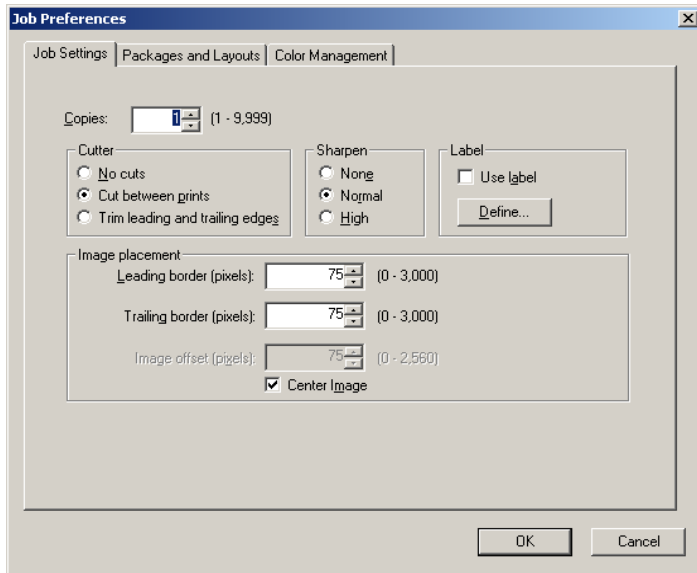 Job Preferences
Job Settings Packages and Layouts Color Management
Copies: 1 (1 - 9,999)
Cutter
No cuts
Cut between prints
Trim leading and trailing edges
Sharpen
None
Normal
High
Label
Use label
Define...
Image placement
Leading border (pixels): 75 (0 - 3,000)
Trailing border (pixels): 75 (0 - 3,000)
Image offset (pixels): 75 (0 - 2,560)
Center Image
OK Cancel